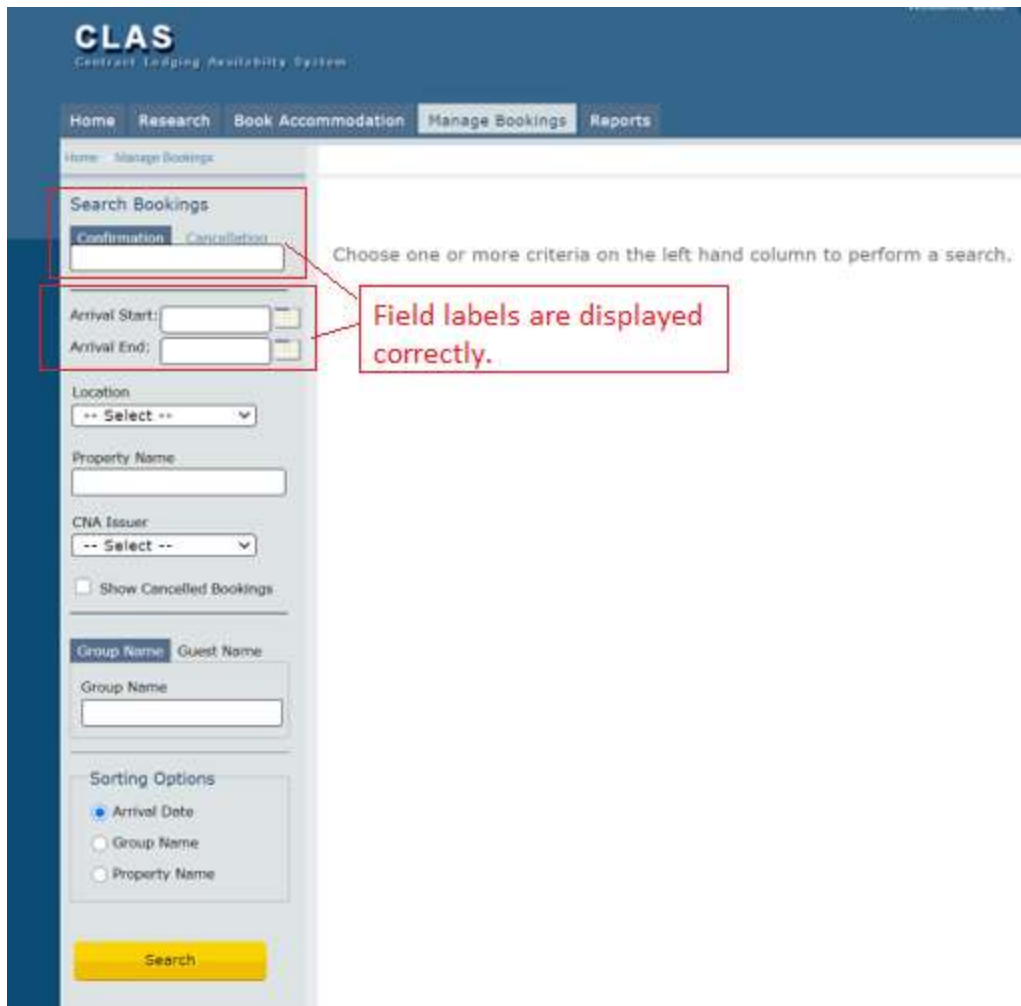 CLAS
Contract Lodging Availabilty System
Home Research Book Accommodation Manage Bookings Reports
Home Manage Bookings
Search Bookings
Confirmation Cancellation
Choose one or more criteria on the left hand column to perform a search.
Arrival Start:
Arrival End:
Field labels are displayed
correctly.
Location
-- Select --
Property Name
CNA Issuer
-- Select --
Show Cancelled Bookings
Group Name Guest Name
Group Name
Sorting Options
Arrival Date
Group Name
Property Name
Search